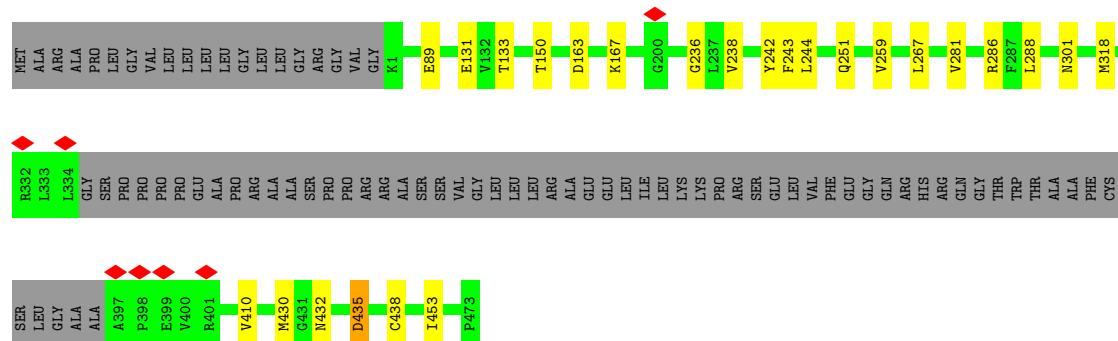 MET ALA ARG ALA PRO LEU GLY VAL LEU LEU LEU LEU GLY LEU LEU GLY ARG GLY VAL GLY K1 E89 E131 V132 T133 T150 D163 K167 G200 G236 L237 V238 Y242 F243 L244 Q251 V259 L267 V281 R286 F287 L288 N301 M318
R332 L333 L334 GLY SER PRO PRO PRO PRO GLU ALA PRO ARG ALA ALA SER PRO PRO ARG ARG ALA SER SER VAL GLY LEU LEU LEU ARG ALA GLU GLU LEU ILE LEU LYS LYS PRO ARG SER GLU LEU VAL PHE GLU GLY GLN ARG HIS ARG GLN GLY THR TRP THR ALA ALA PHE CYS
SER LEU GLY ALA ALA A397 P398 E399 V400 R401 V410 M430 G431 N432 D435 C438 I453 P473